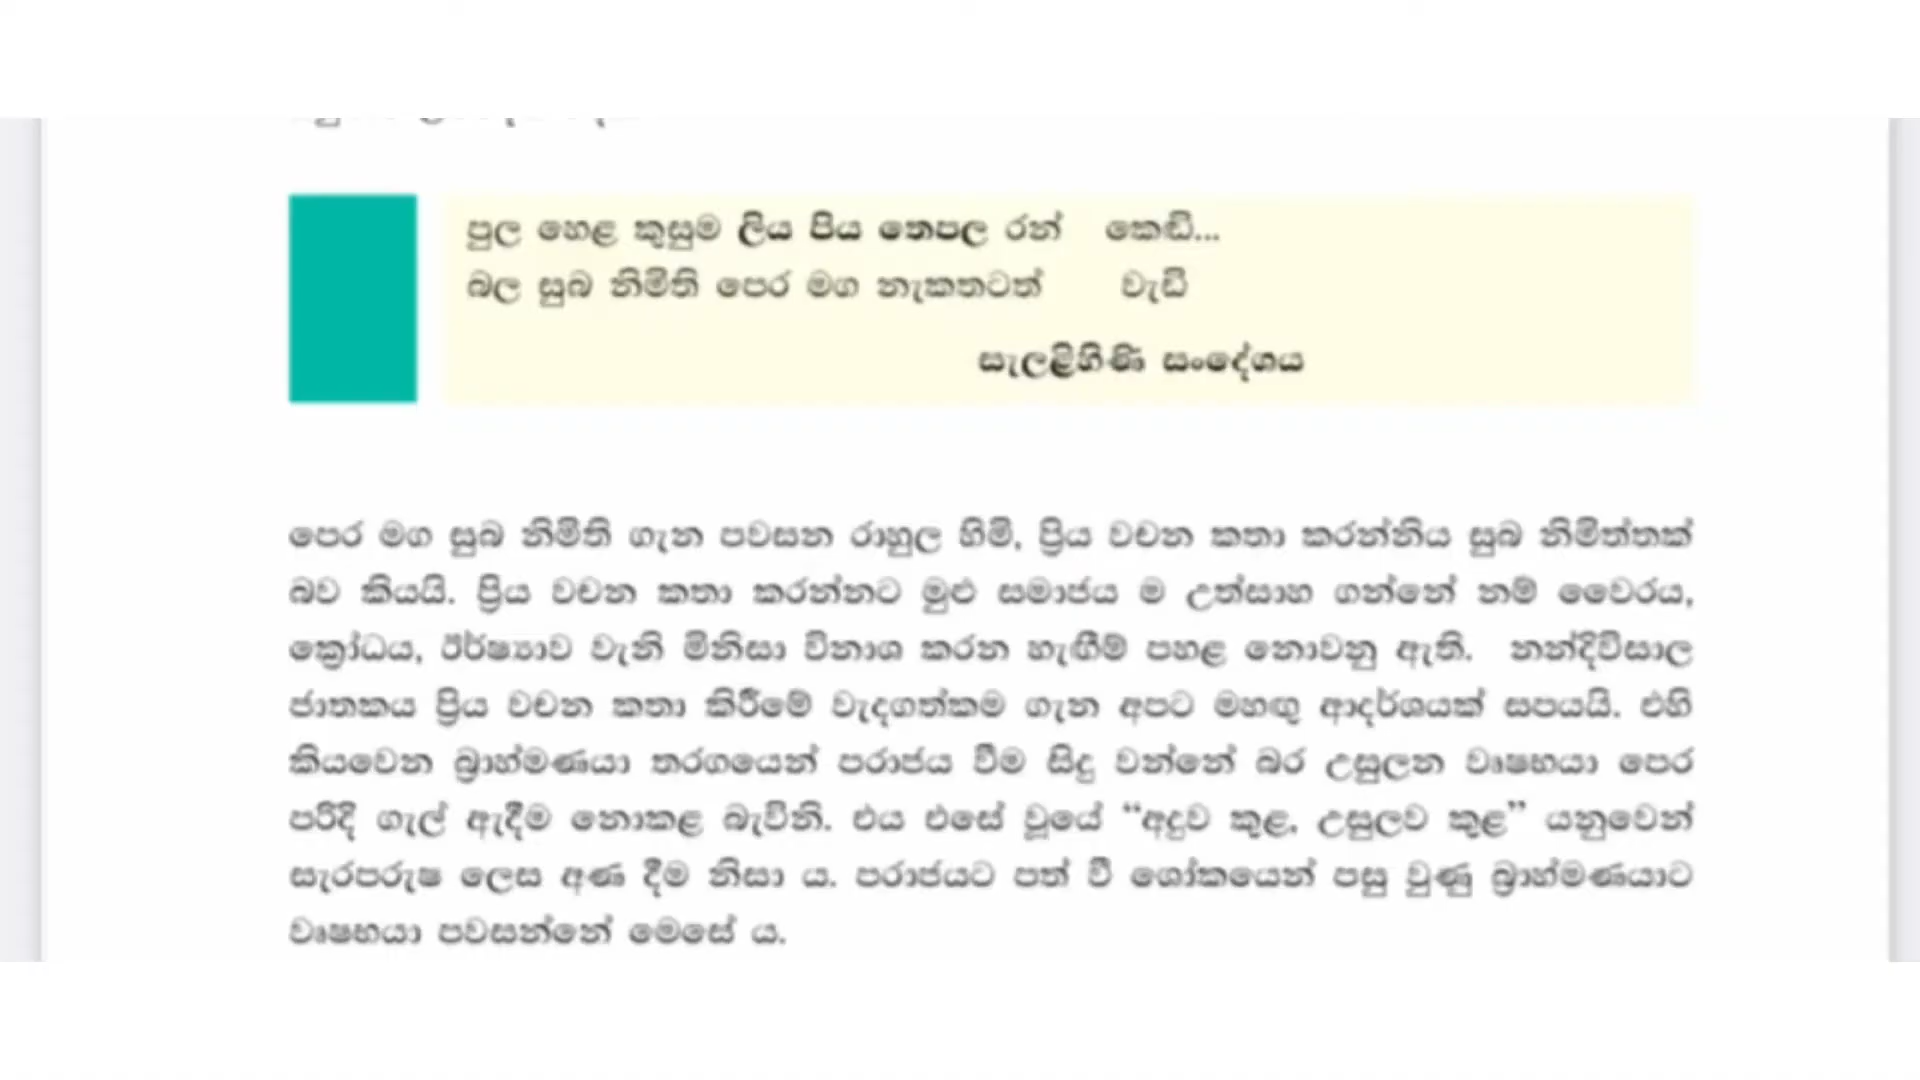 පුල හෙළ කුසුම ලිය පිය තෙපල රන් කෙඬි...
බල සුබ නිමිති පෙර මග නැකතටත් වැඩි
සැලළිහිණි සංදේශය
පෙර මග සුබ නිමිති ගැන පවසන රාහුල හිමි, ප්‍රිය වචන කතා කරන්නිය සුබ නිමිත්තක්
බව කියයි. ප්‍රිය වචන කතා කරන්නට මුළු සමාජය ම උත්සාහ ගන්නේ නම් වෛරය,
ක්‍රෝධය, ඊර්ෂ්‍යාව වැනි මිනිසා විනාශ කරන හැඟීම් පහළ නොවනු ඇති. නන්දිවිසාල
ජාතකය ප්‍රිය වචන කතා කිරීමේ වැදගත්කම ගැන අපට මහඟු ආදර්ශයක් සපයයි. එහි
කියවෙන බ්‍රාහ්මණයා තරගයෙන් පරාජය වීම සිදු වන්නේ බර උසුලන වෘෂභයා පෙර
පරිදි ගැල් ඇදීම නොකළ බැවිනි. එය එසේ වූයේ “අදුව කුළ, උසුලව කුළ” යනුවෙන්
සැරපරුෂ ලෙස අණ දීම නිසා ය. පරාජයට පත් වී ශෝකයෙන් පසු වුණු බ්‍රාහ්මණයාට
වෘෂභයා පවසන්නේ මෙසේ ය.